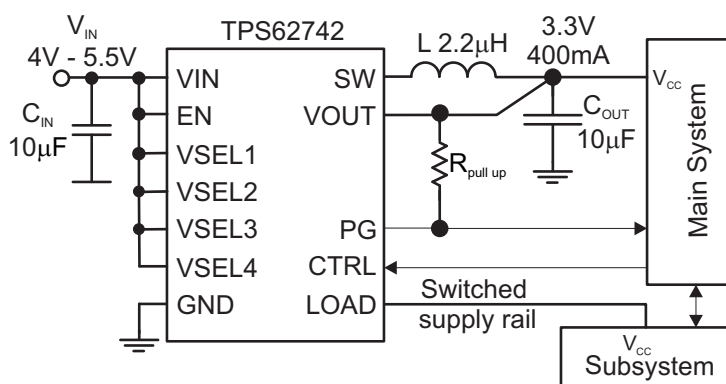 TPS62742
VIN
4V - 5.5V
CIN
10µF
VIN
EN
VSEL1
VSEL2
VSEL3
VSEL4
GND
SW
VOUT
PG
CTRL
LOAD
L 2.2µH
3.3V
400mA
COUT
10µF
Rpull up
Switched
supply rail
VCC
Main System
VCC
Subsystem